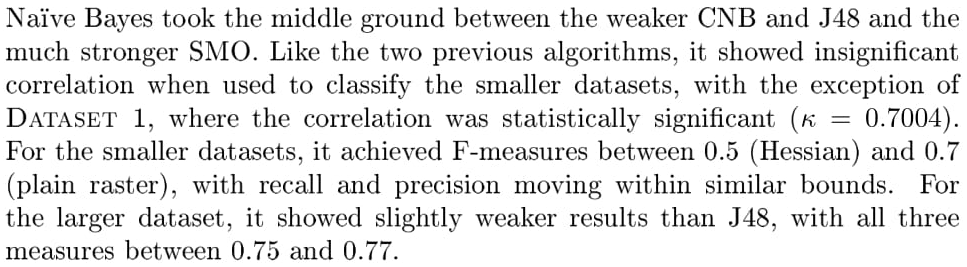 Naïve Bayes took the middle ground between the weaker CNB and J48 and the
much stronger SMO. Like the two previous algorithms, it showed insignificant
correlation when used to classify the smaller datasets, with the exception of
DATASET 1, where the correlation was statistically significant (κ = 0.7004).
For the smaller datasets, it achieved F-measures between 0.5 (Hessian) and 0.7
(plain raster), with recall and precision moving within similar bounds. For
the larger dataset, it showed slightly weaker results than J48, with all three
measures between 0.75 and 0.77.